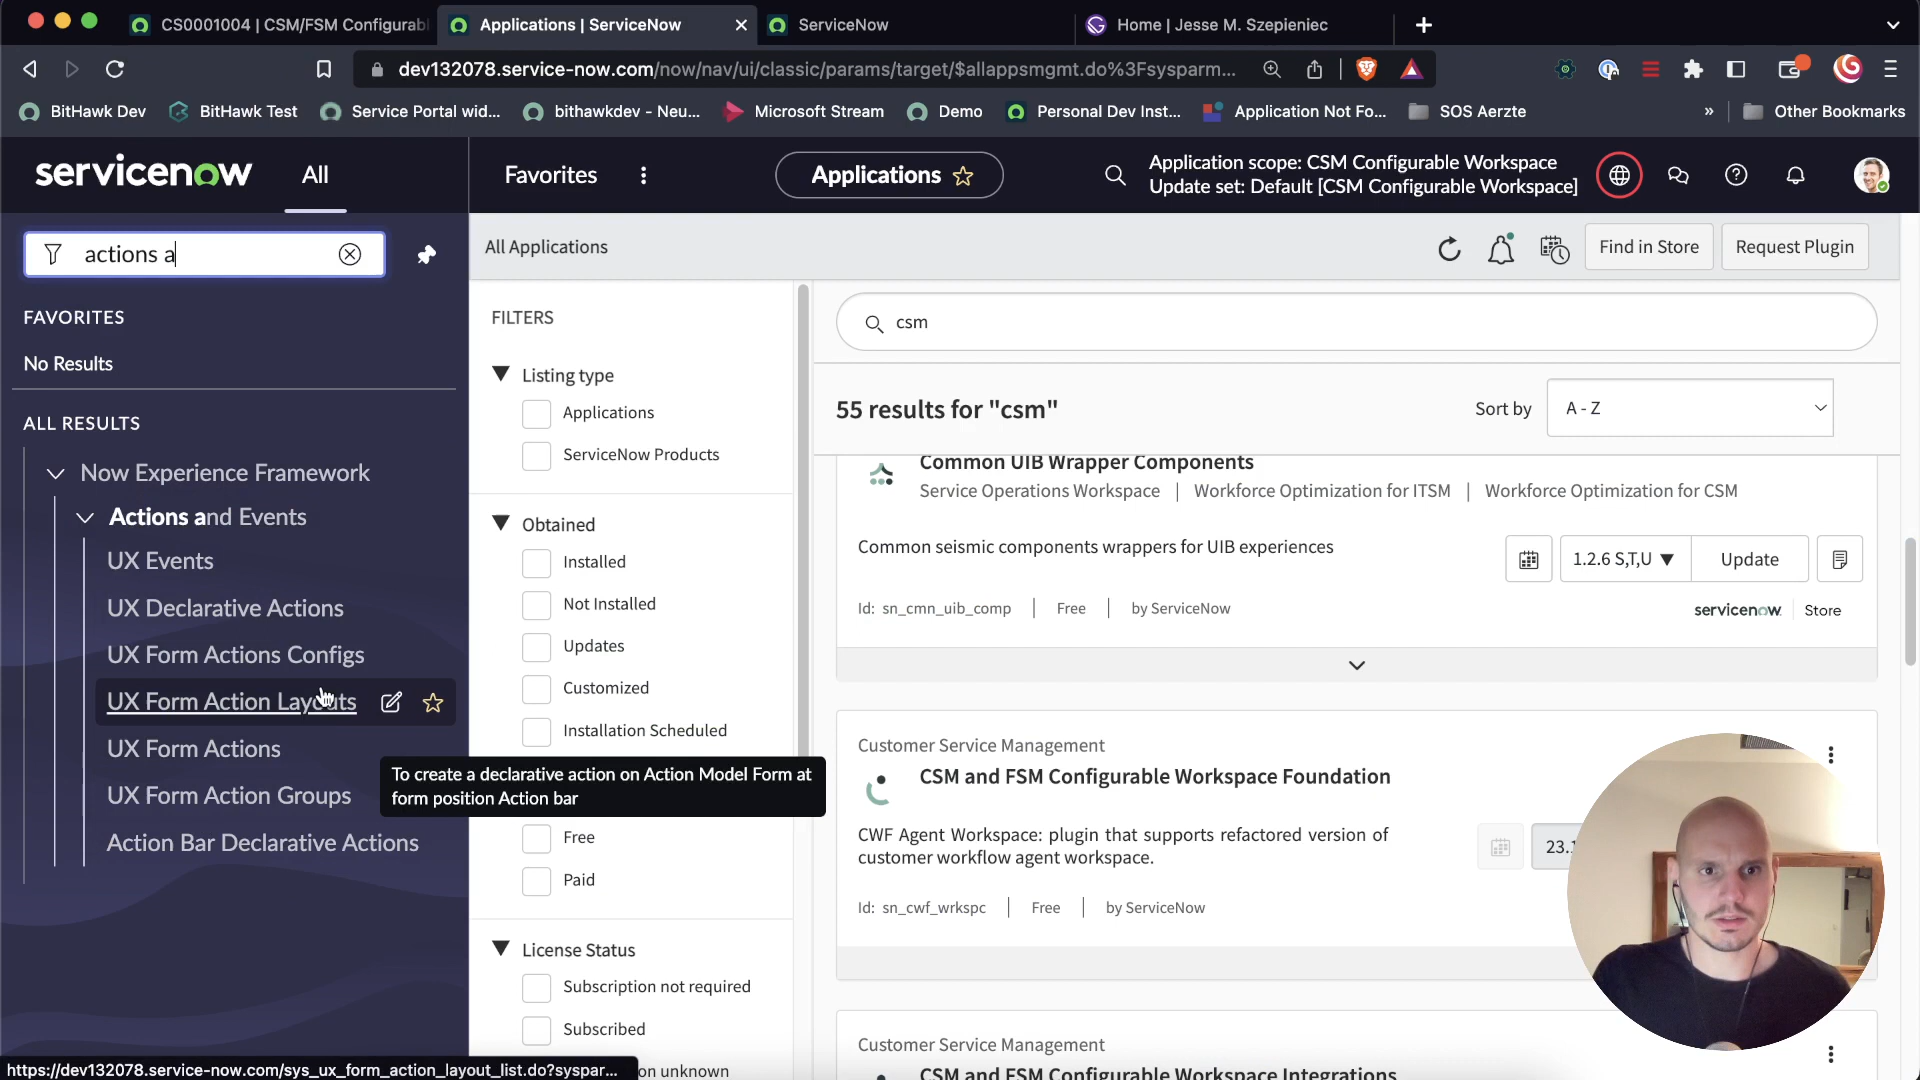 CS0001004 | CSM/FSM Configurabl
Applications | ServiceNow
ServiceNow
Home | Jesse M. Szepieniec
dev132078.service-now.com/now/nav/ui/classic/params/target/$allappsmgmt.do%3Fsysparm...
BitHawk Dev
BitHawk Test
Service Portal wid...
bithawkdev - Neu...
Microsoft Stream
Demo
Personal Dev Inst...
Application Not Fo...
SOS Aerzte
»
Other Bookmarks
servicenow
All
Favorites
Applications
Application scope: CSM Configurable Workspace
Update set: Default [CSM Configurable Workspace]
actions a
FAVORITES
No Results
ALL RESULTS
Now Experience Framework
Actions and Events
UX Events
UX Declarative Actions
UX Form Actions Configs
UX Form Action Layouts
UX Form Actions
UX Form Action Groups
Action Bar Declarative Actions
To create a declarative action on Action Model Form at
form position Action bar
https://dev132078.service-now.com/sys_ux_form_action_layout_list.do?syspar...
All Applications
Find in Store
Request Plugin
FILTERS
Listing type
Applications
ServiceNow Products
Obtained
Installed
Not Installed
Updates
Customized
Installation Scheduled
Free
Paid
License Status
Subscription not required
Subscribed
on unknown
csm
55 results for "csm"
Sort by
A - Z
Common UIB Wrapper Components
Service Operations Workspace | Workforce Optimization for ITSM | Workforce Optimization for CSM
Common seismic components wrappers for UIB experiences
1.2.6 S,T,U
Update
Id: sn_cmn_uib_comp | Free | by ServiceNow
servicenow
Store
Customer Service Management
CSM and FSM Configurable Workspace Foundation
CWF Agent Workspace: plugin that supports refactored version of
customer workflow agent workspace.
23.1
Id: sn_cwf_wrkspc | Free | by ServiceNow
Customer Service Management
CSM and FSM Configurable Workspace Integrations